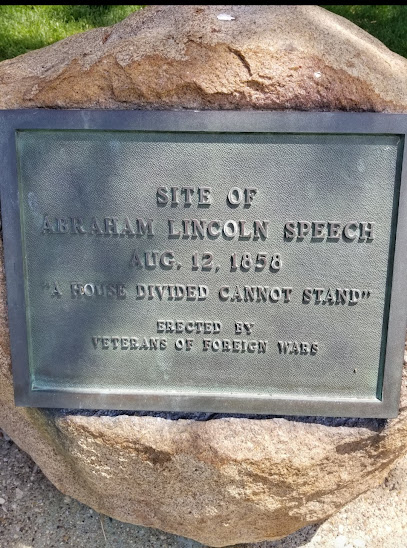 SITE OF
ABRAHAM LINCOLN SPEECH
AUG. 12, 1858
"A HOUSE DIVIDED CANNOT STAND"
ERECTED BY
VETERANS OF FOREIGN WARS